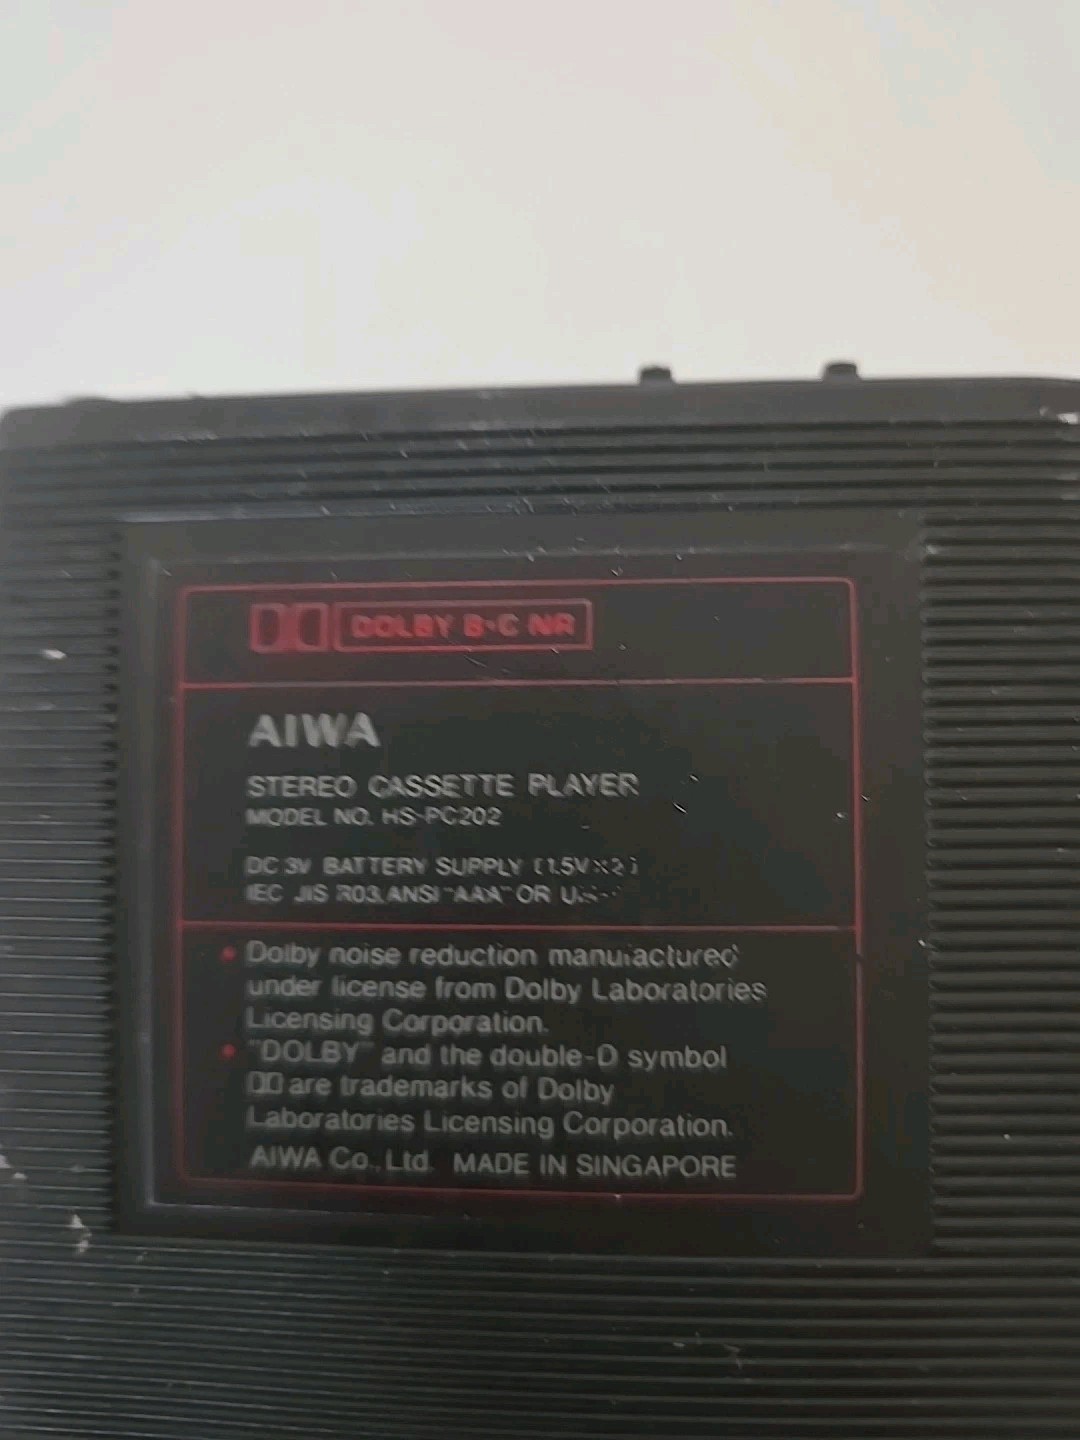 DOLBY B·C NR
AIWA
STEREO CASSETTE PLAYER
MODEL NO. HS-PC202
DC 3V BATTERY SUPPLY (1.5V×2)
IEC JIS R03, ANSI "AAA" OR
• Dolby noise reduction manufactured
under license from Dolby Laboratories
Licensing Corporation.
• "DOLBY" and the double-D symbol
are trademarks of Dolby
Laboratories Licensing Corporation.
AIWA Co., Ltd. MADE IN SINGAPORE